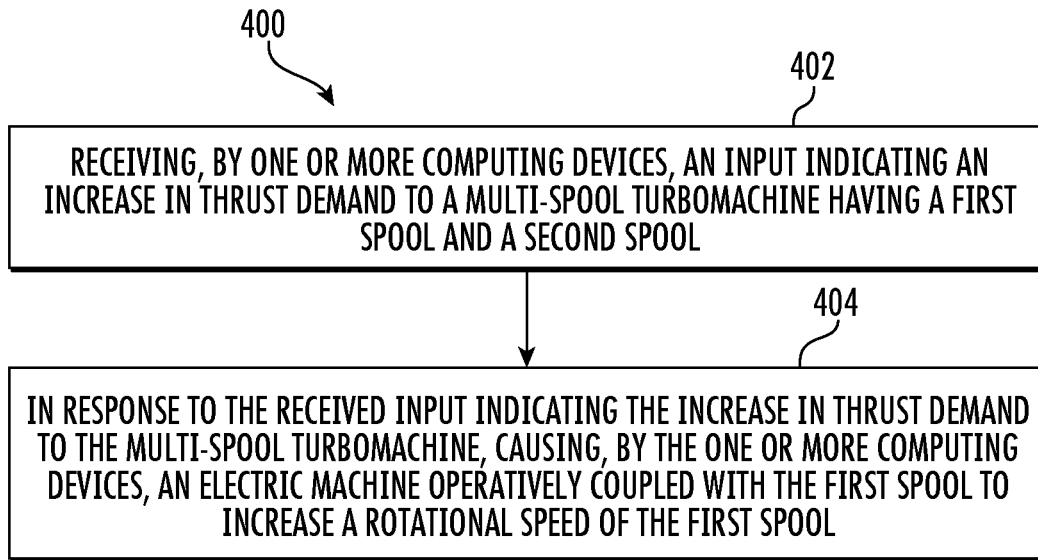 400
402
RECEIVING, BY ONE OR MORE COMPUTING DEVICES, AN INPUT INDICATING AN
INCREASE IN THRUST DEMAND TO A MULTI-SPOOL TURBOMACHINE HAVING A FIRST
SPOOL AND A SECOND SPOOL
404
IN RESPONSE TO THE RECEIVED INPUT INDICATING THE INCREASE IN THRUST DEMAND
TO THE MULTI-SPOOL TURBOMACHINE, CAUSING, BY THE ONE OR MORE COMPUTING
DEVICES, AN ELECTRIC MACHINE OPERATIVELY COUPLED WITH THE FIRST SPOOL TO
INCREASE A ROTATIONAL SPEED OF THE FIRST SPOOL